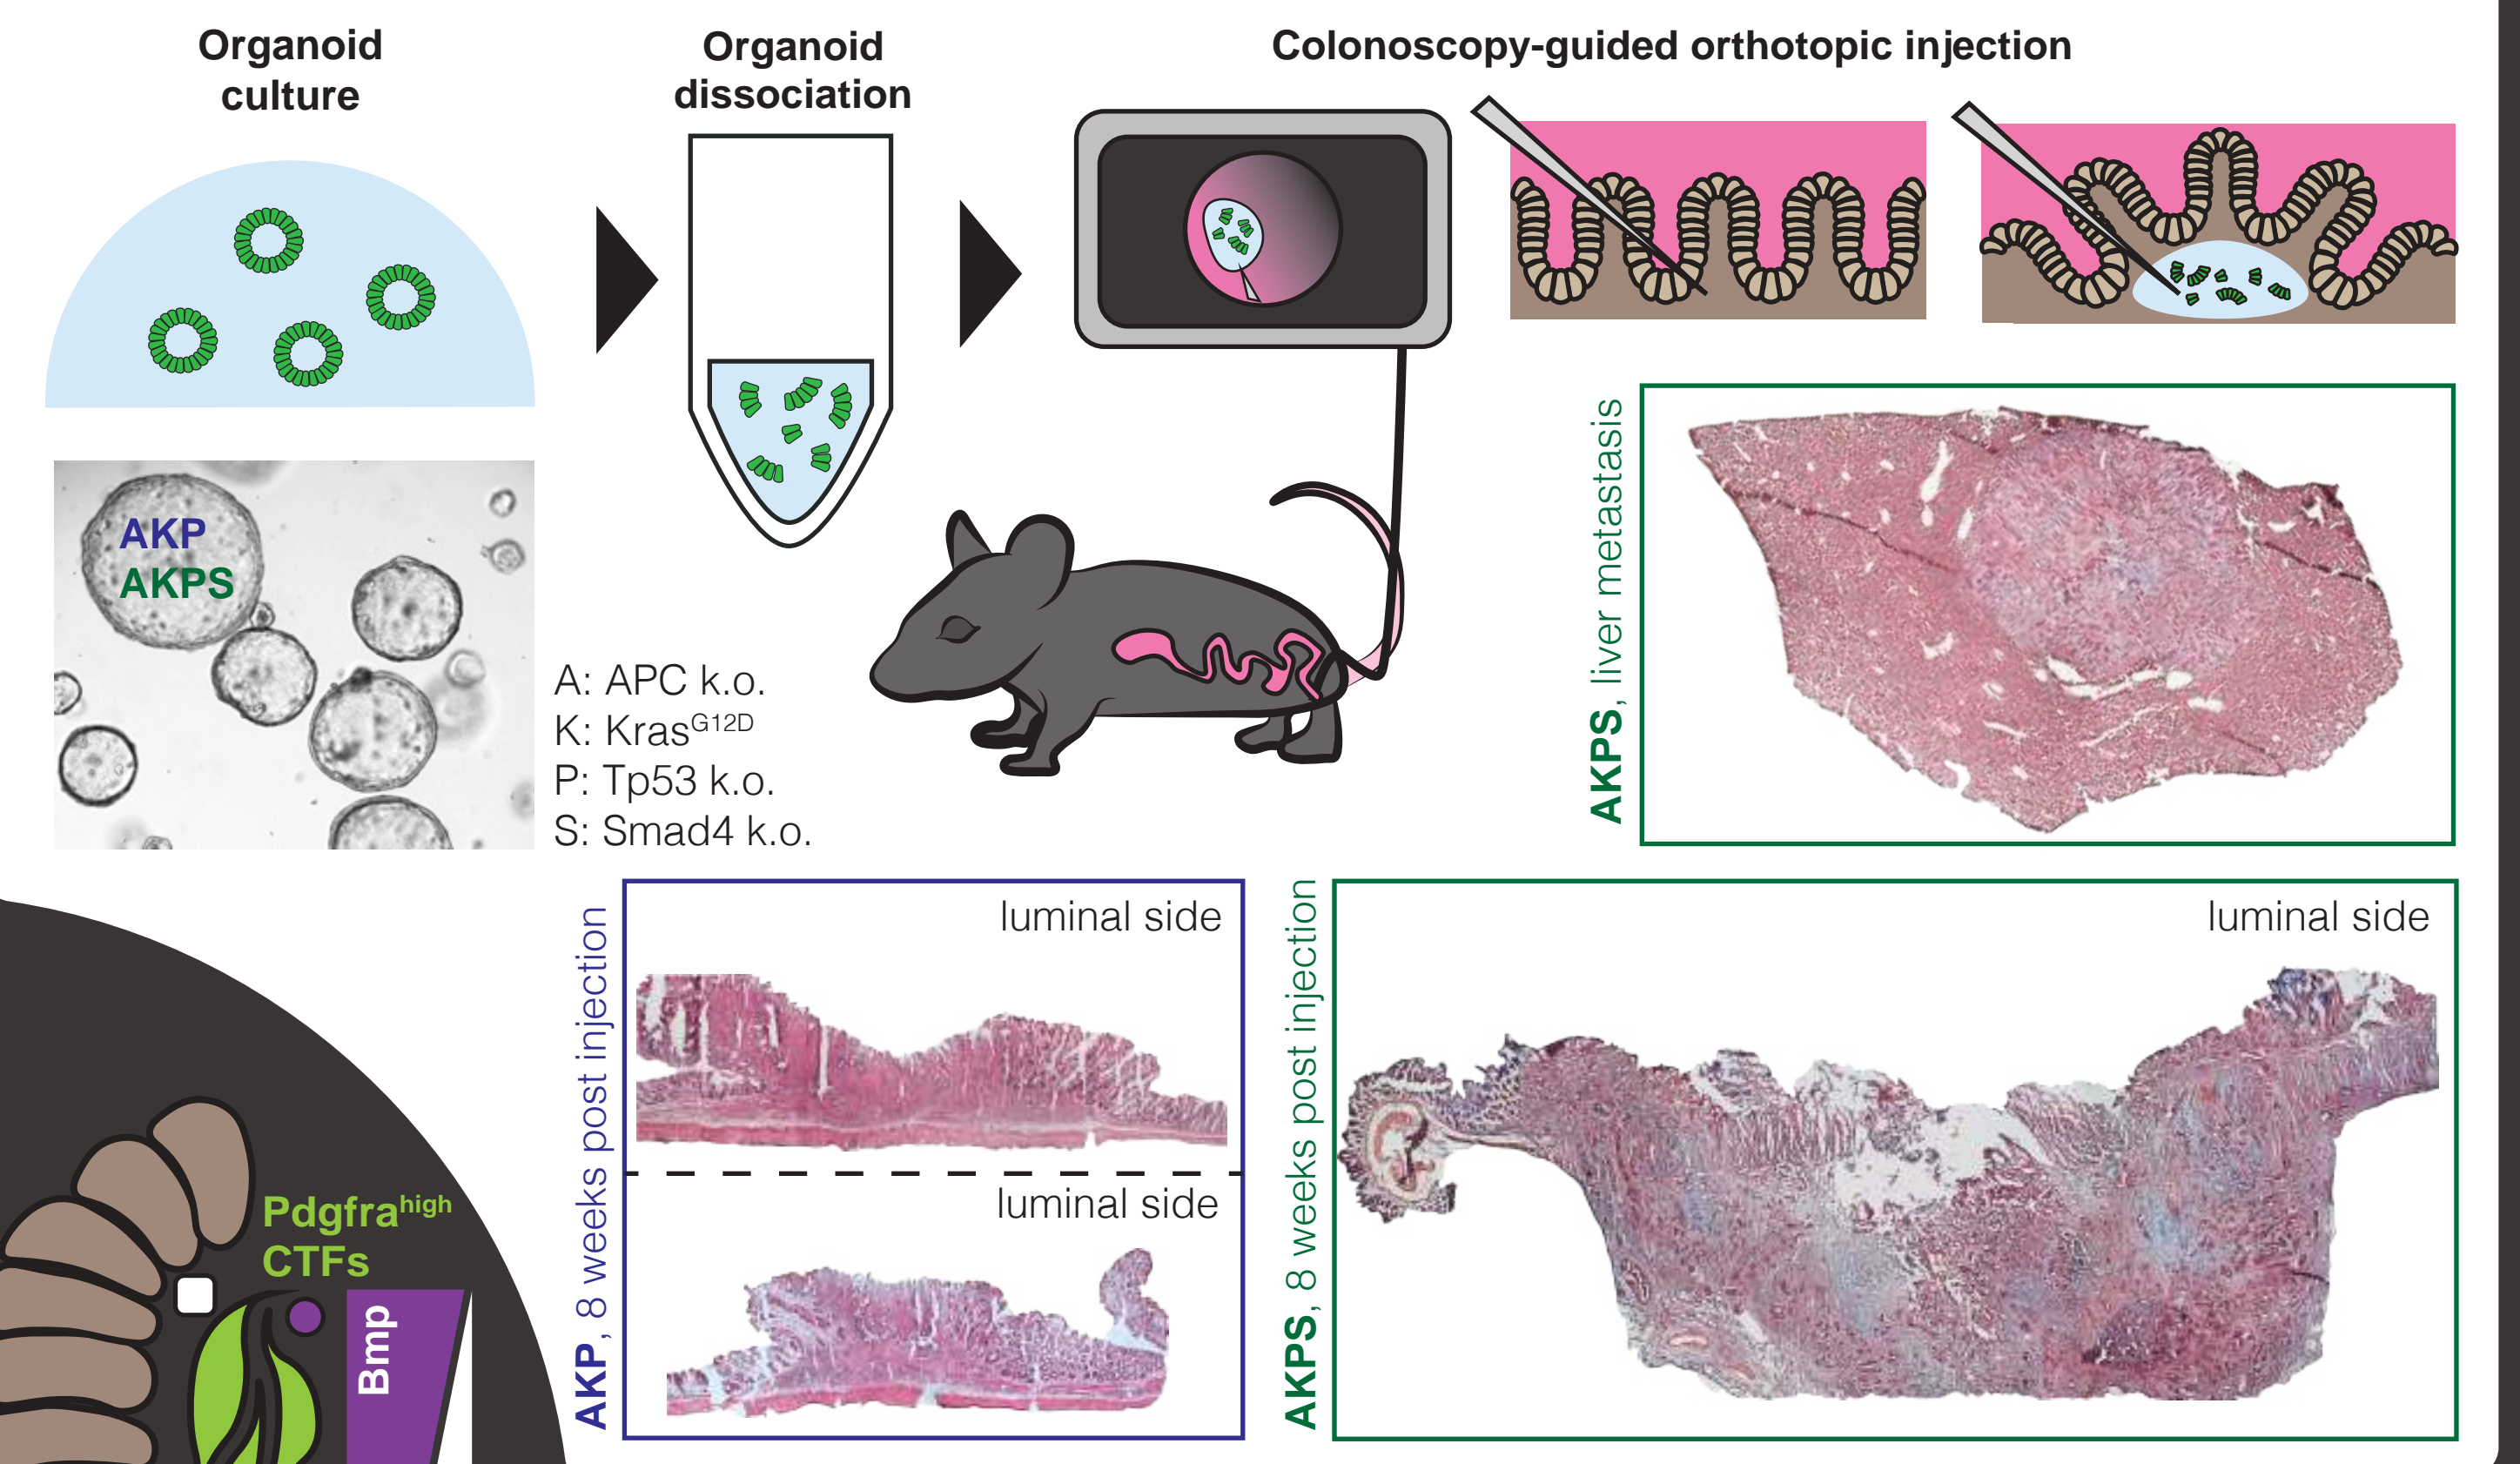 Organoid
culture
Organoid
dissociation
Colonoscopy-guided orthotopic injection
AKP
AKPS
A: APC k.o.
K: KrasG12D
P: Tp53 k.o.
S: Smad4 k.o.
AKPS, liver metastasis
AKP, 8 weeks post injection
luminal side
luminal side
AKPS, 8 weeks post injection
luminal side
Pdgfrahigh
CTFs
Bmp